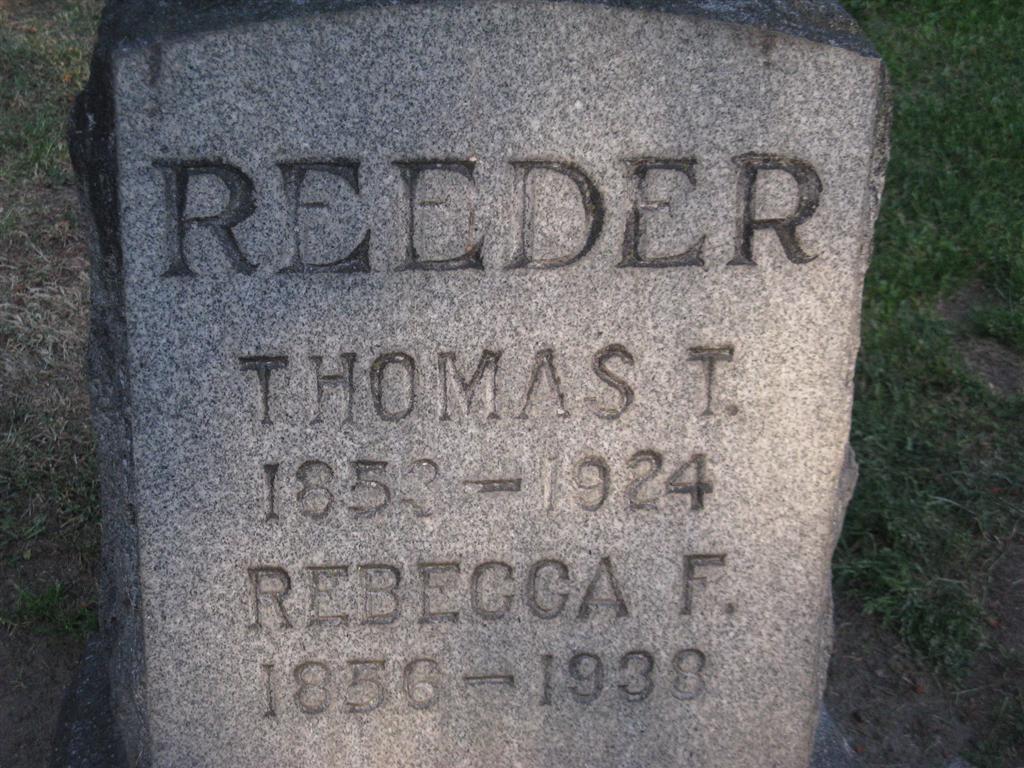 REEDER
THOMAS T.
1853 - 1924
REBECCA F.
1856 - 1938